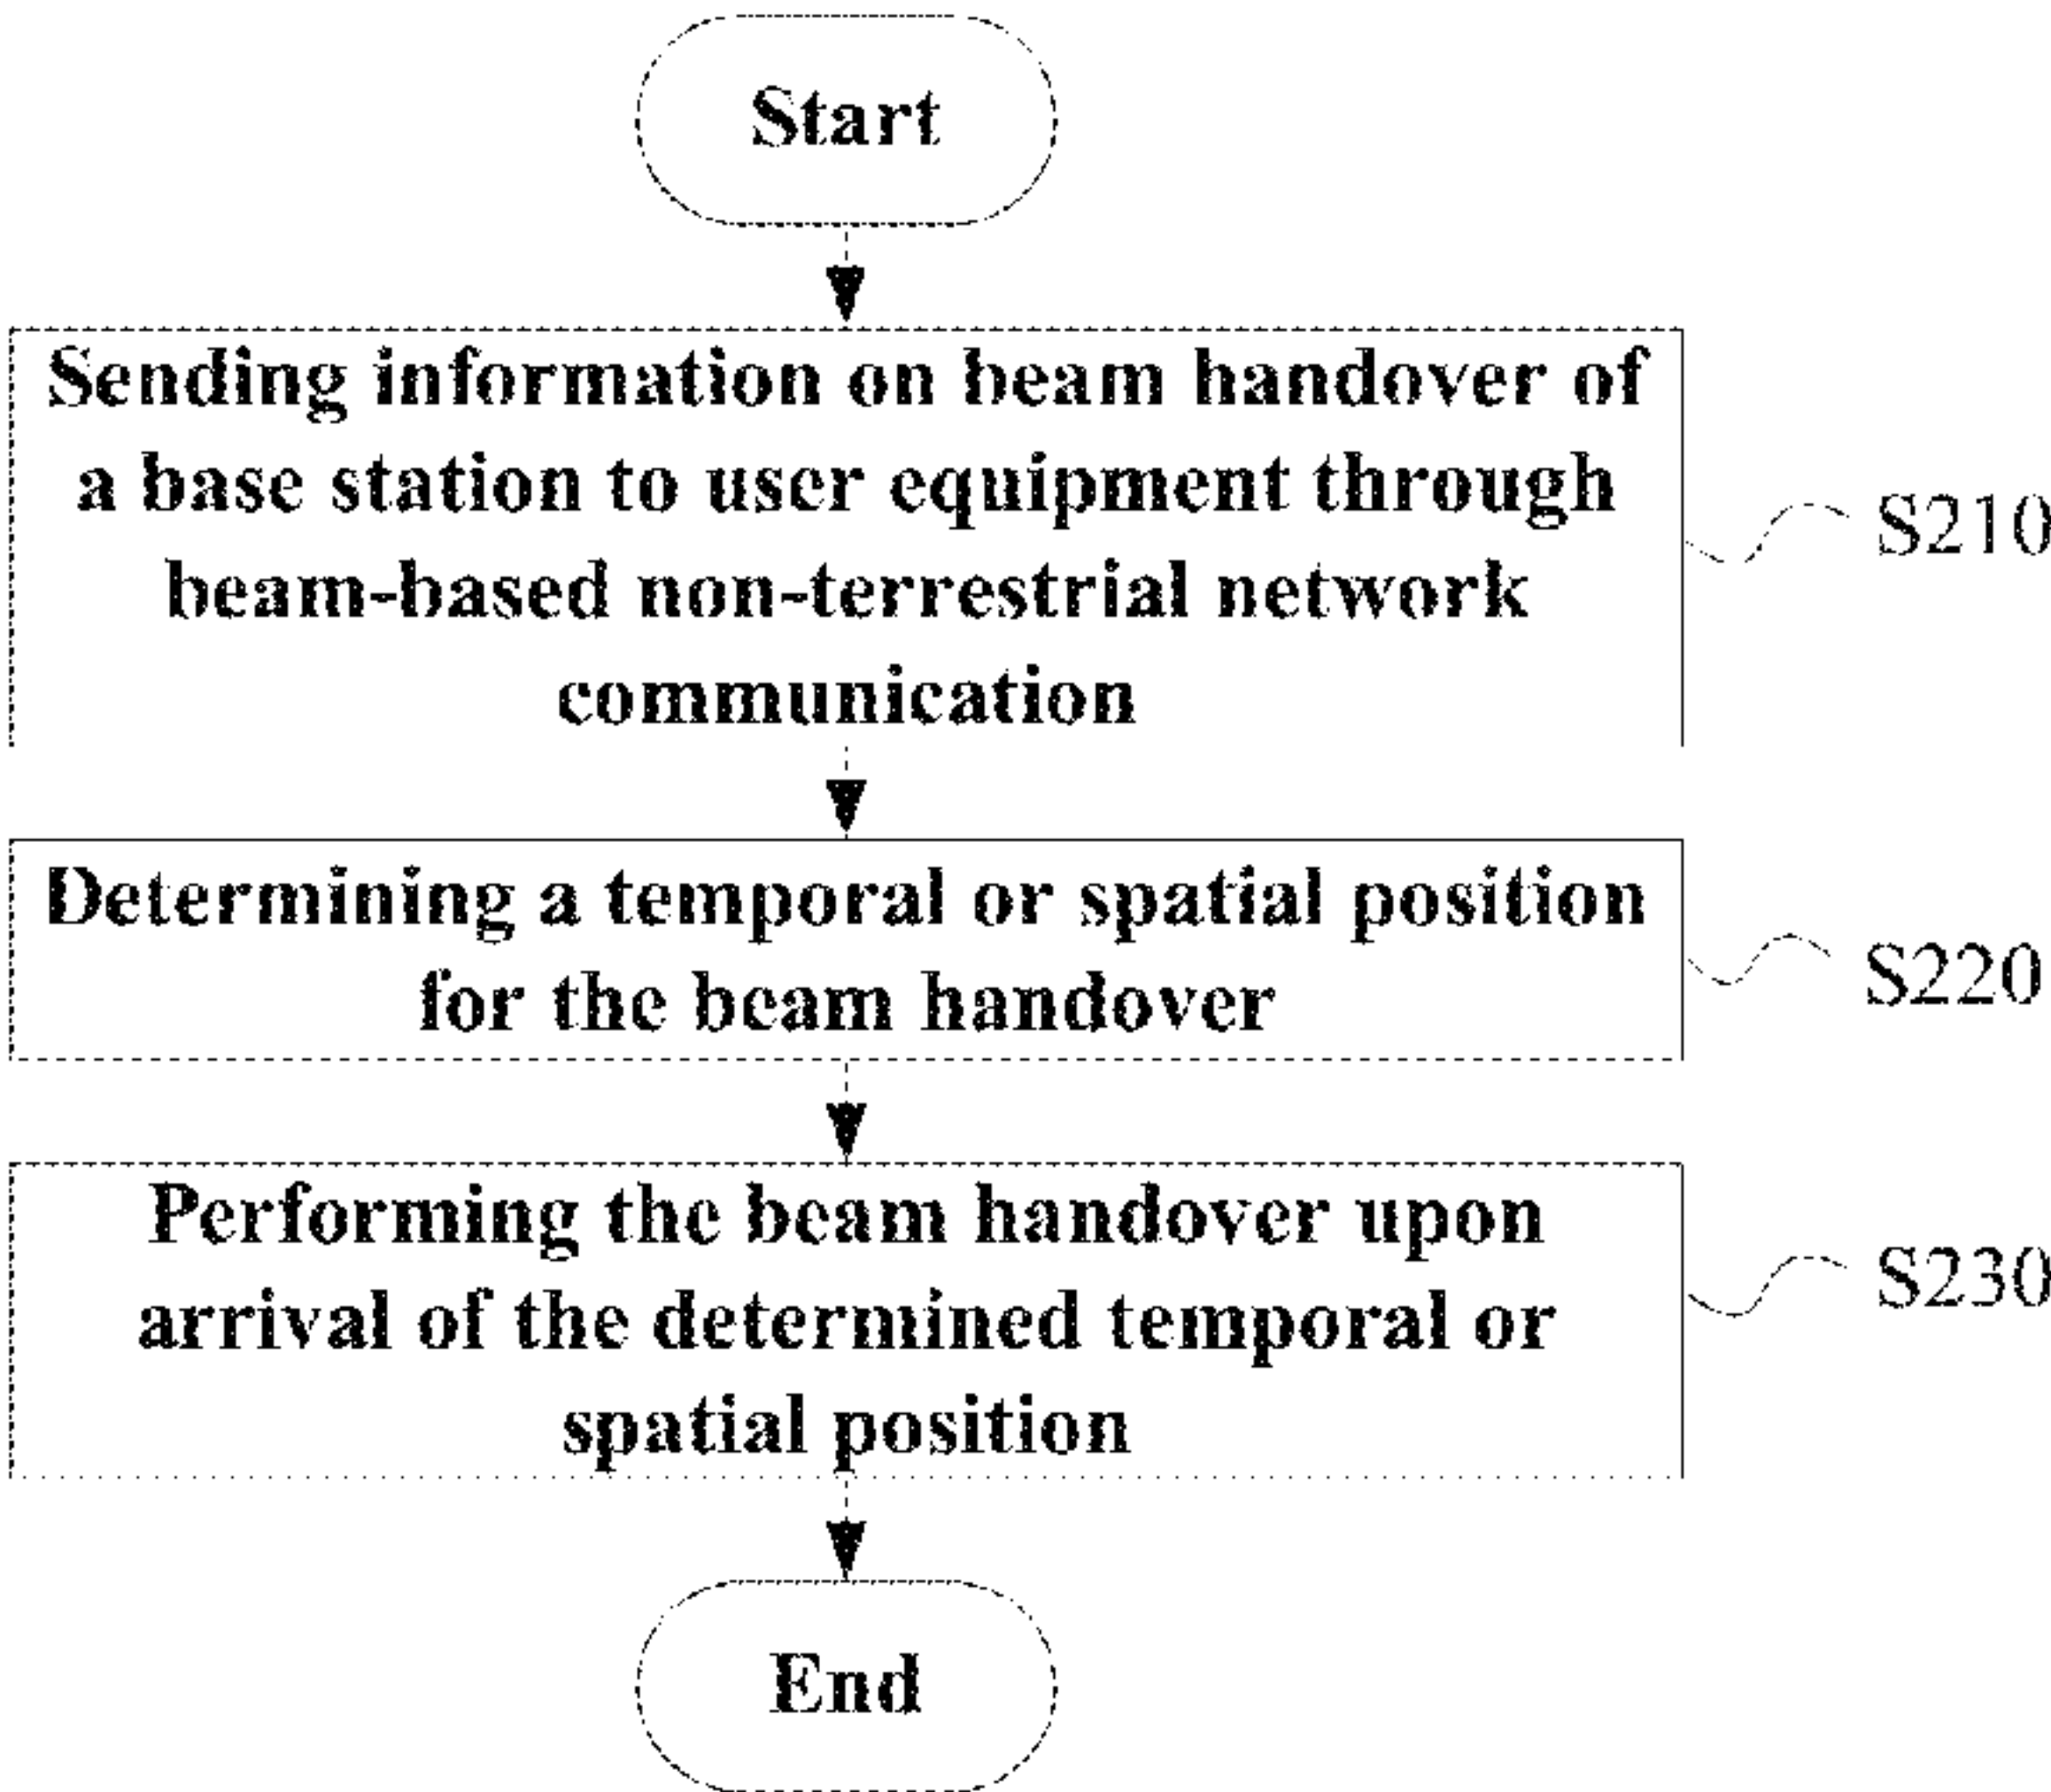 Start
Sending information on beam handover of
a base station to user equipment through
beam-based non-terrestrial network
communication
S210
Determining a temporal or spatial position
for the beam handover
S220
Performing the beam handover upon
arrival of the determined temporal or
spatial position
S230
End